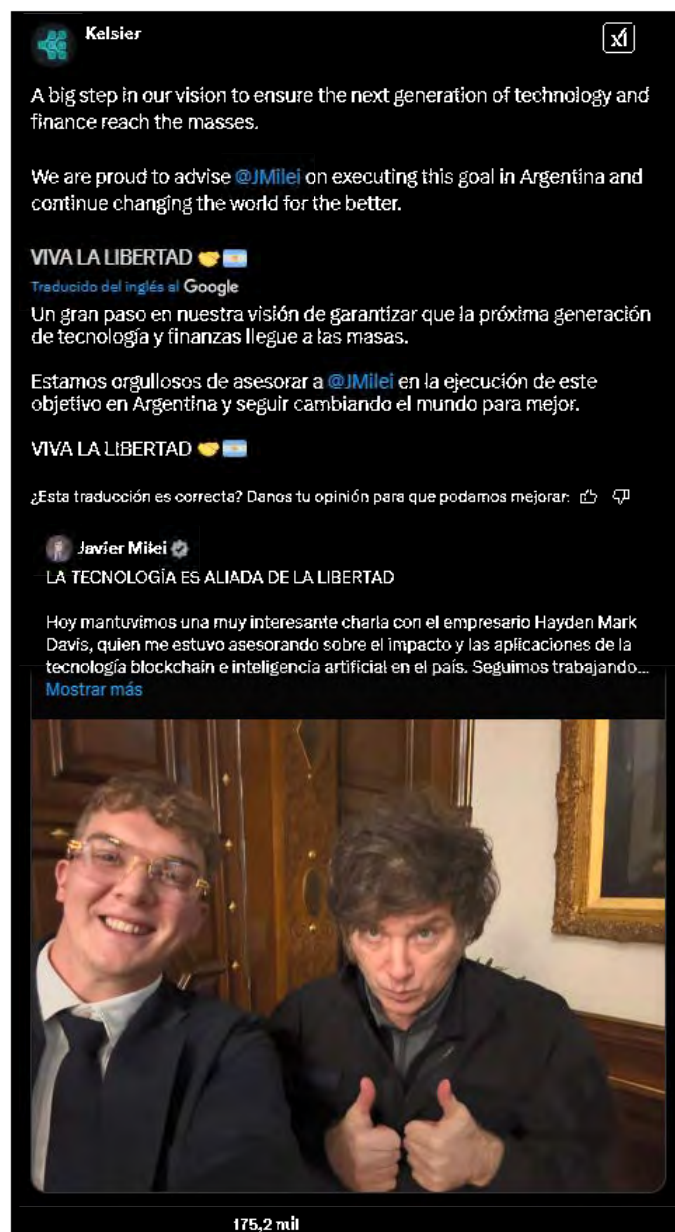 Kelsier
A big step in our vision to ensure the next generation of technology and
finance reach the masses.
We are proud to advise @JMilei on executing this goal in Argentina and
continue changing the world for the better.
VIVA LA LIBERTAD 🤝🇦🇷
Traducido del inglés al Google
Un gran paso en nuestra visión de garantizar que la próxima generación
de tecnología y finanzas llegue a las masas.
Estamos orgullosos de asesorar a @JMilei en la ejecución de este
objetivo en Argentina y seguir cambiando el mundo para mejor.
VIVA LA LIBERTAD 🤝🇦🇷
¿Esta traducción es correcta? Danos tu opinión para que podamos mejorar:
Javier Milei
LA TECNOLOGÍA ES ALIADA DE LA LIBERTAD
Hoy mantuvimos una muy interesante charla con el empresario Hayden Mark
Davis, quien me estuvo asesorando sobre el impacto y las aplicaciones de la
tecnología blockchain e inteligencia artificial en el país. Seguimos trabajando...
Mostrar más
175,2 mil